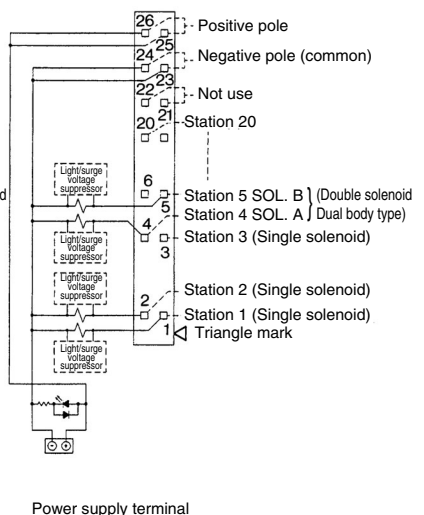 26
Positive pole
25
24
Negative pole (common)
23
22
Not use
21
20
Station 20
Light/surge
voltage
suppressor
6
Station 5 SOL. B
(Double solenoid
5
d
Station 4 SOL. A
Dual body type)
4
Station 3 (Single solenoid)
Light/surge
voltage
suppressor
3
Light/surge
voltage
suppressor
Station 2 (Single solenoid)
2
Station 1 (Single solenoid)
1
Triangle mark
Light/surge
voltage
suppressor
Power supply terminal